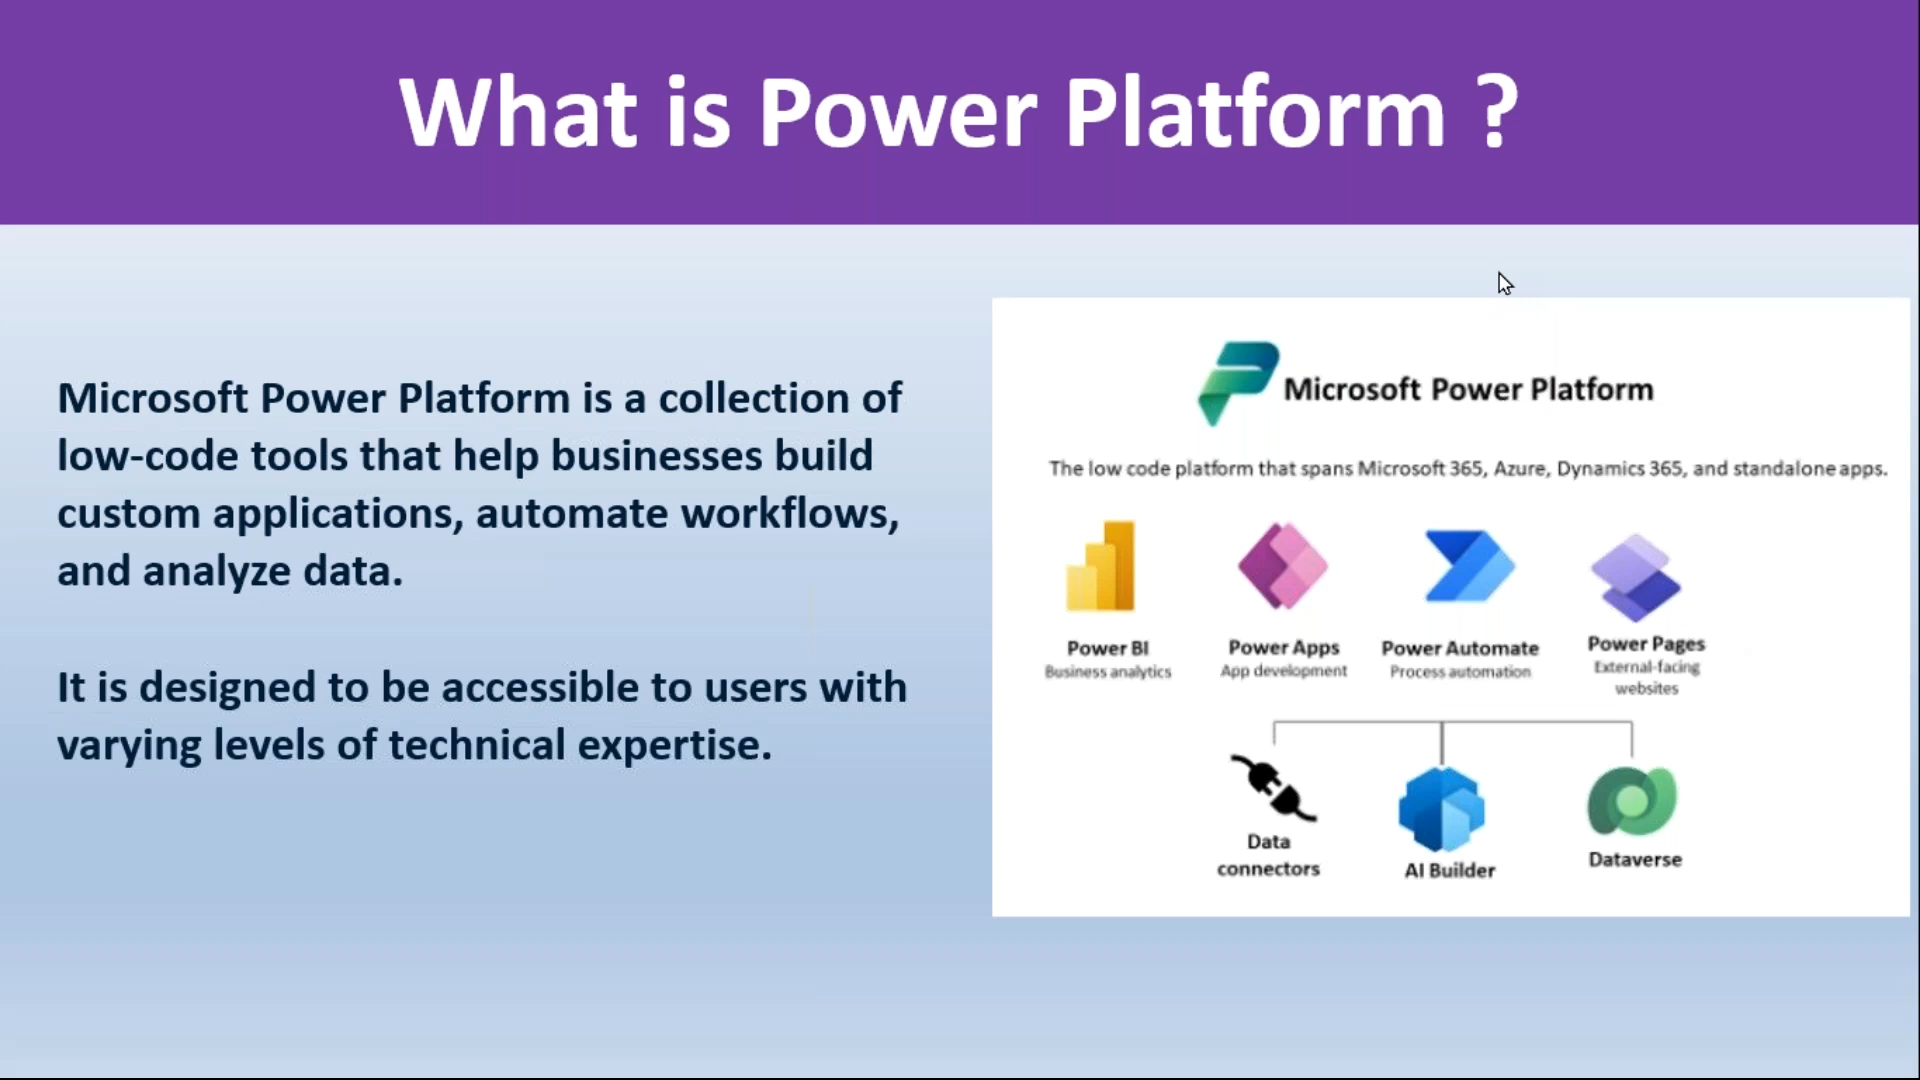 What is Power Platform ?
Microsoft Power Platform is a collection of
low-code tools that help businesses build
custom applications, automate workflows,
and analyze data.
It is designed to be accessible to users with
varying levels of technical expertise.
Microsoft Power Platform
The low code platform that spans Microsoft 365, Azure, Dynamics 365, and standalone apps.
Power BI
Business analytics
Power Apps
App development
Power Automate
Process automation
Power Pages
External-facing
websites
Data
connectors
AI Builder
Dataverse